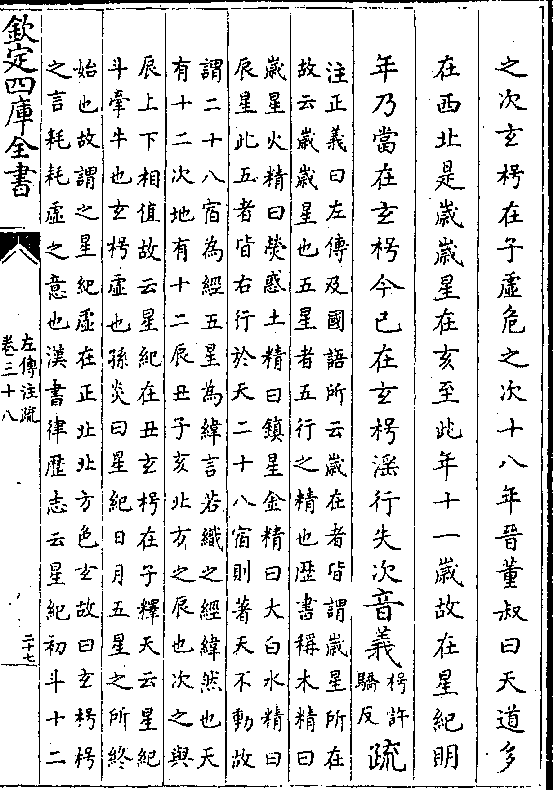 之次玄枵在子虛危之次十八年晉董叔曰天道多
在西北是歲歲星在亥至此年十一歲故在星紀明
年乃當在玄枵今已在玄枵淫行失次音義枵許
驕反疏
注正義曰左傳及國語所云歲在者皆謂歲星所在
故云歲歲星也五星者五行之精也歴書稱木精曰
歲星火精曰熒惑土精曰鎮星金精曰大白水精曰
辰星此五者皆右行於天二十八宿則著天不動故
謂二十八宿為經五星為緯言若織之經緯然也天
有十二次地有十二辰丑子亥北方之辰也次之與
辰上下相值故云星紀在丑玄枵在子釋天云星紀
斗牽牛也玄枵虛也孫炎曰星紀日月五星之所終
始也故謂之星紀虛在正北北方色玄故曰玄枵枵
之言耗耗虛之意也漢書律歴志云星紀初斗十二
欽定四庫全書
左傳注疏
卷三十八
二十七